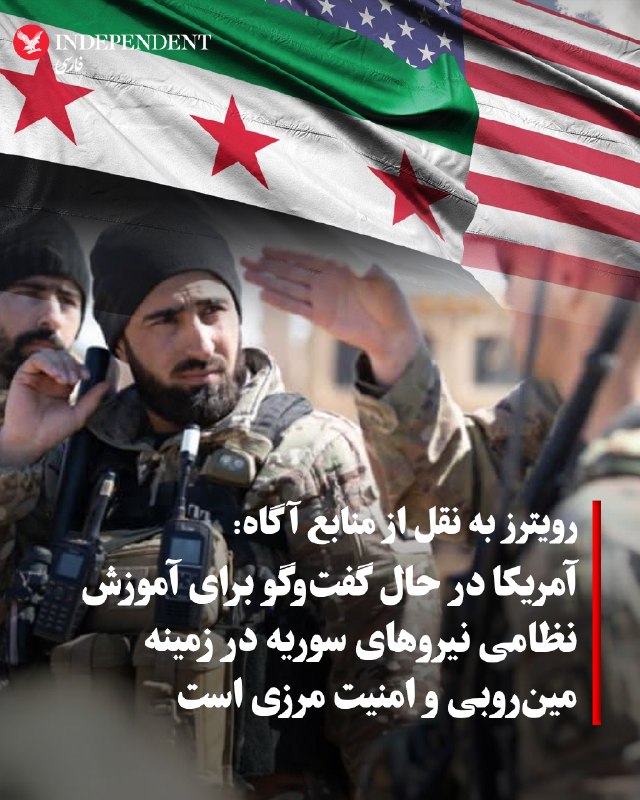 INDEPENDENT
فارسی
رویترز به نقل از منابع آگاه:
آمریکا در حال گفت‌وگو برای آموزش
نظامی نیروهای سوریه در زمینه
مین‌روبی و امنیت مرزی است